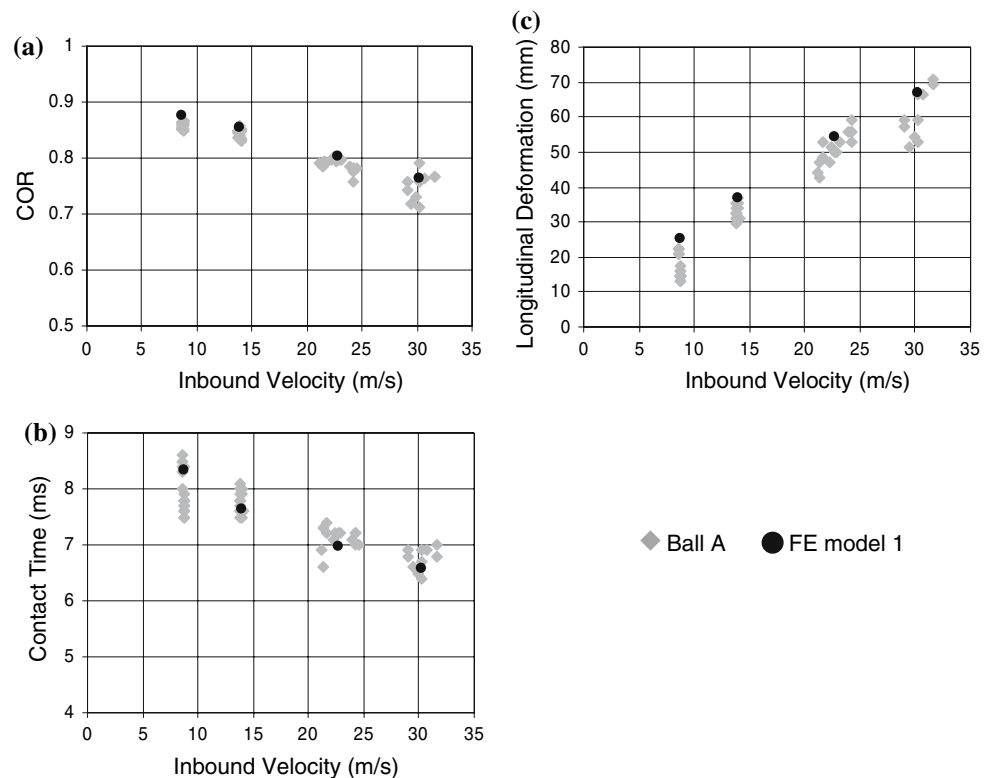 (a)
1
0.9
0.8
0.7
0.6
0.5
COR
0 5 10 15 20 25 30 35
Inbound Velocity (m/s)
(c)
80
70
60
50
40
30
20
10
0
Longitudinal Deformation (mm)
0 5 10 15 20 25 30 35
Inbound Velocity (m/s)
(b)
9
8
7
6
5
4
Contact Time (ms)
0 5 10 15 20 25 30 35
Inbound Velocity (m/s)
Ball A FE model 1